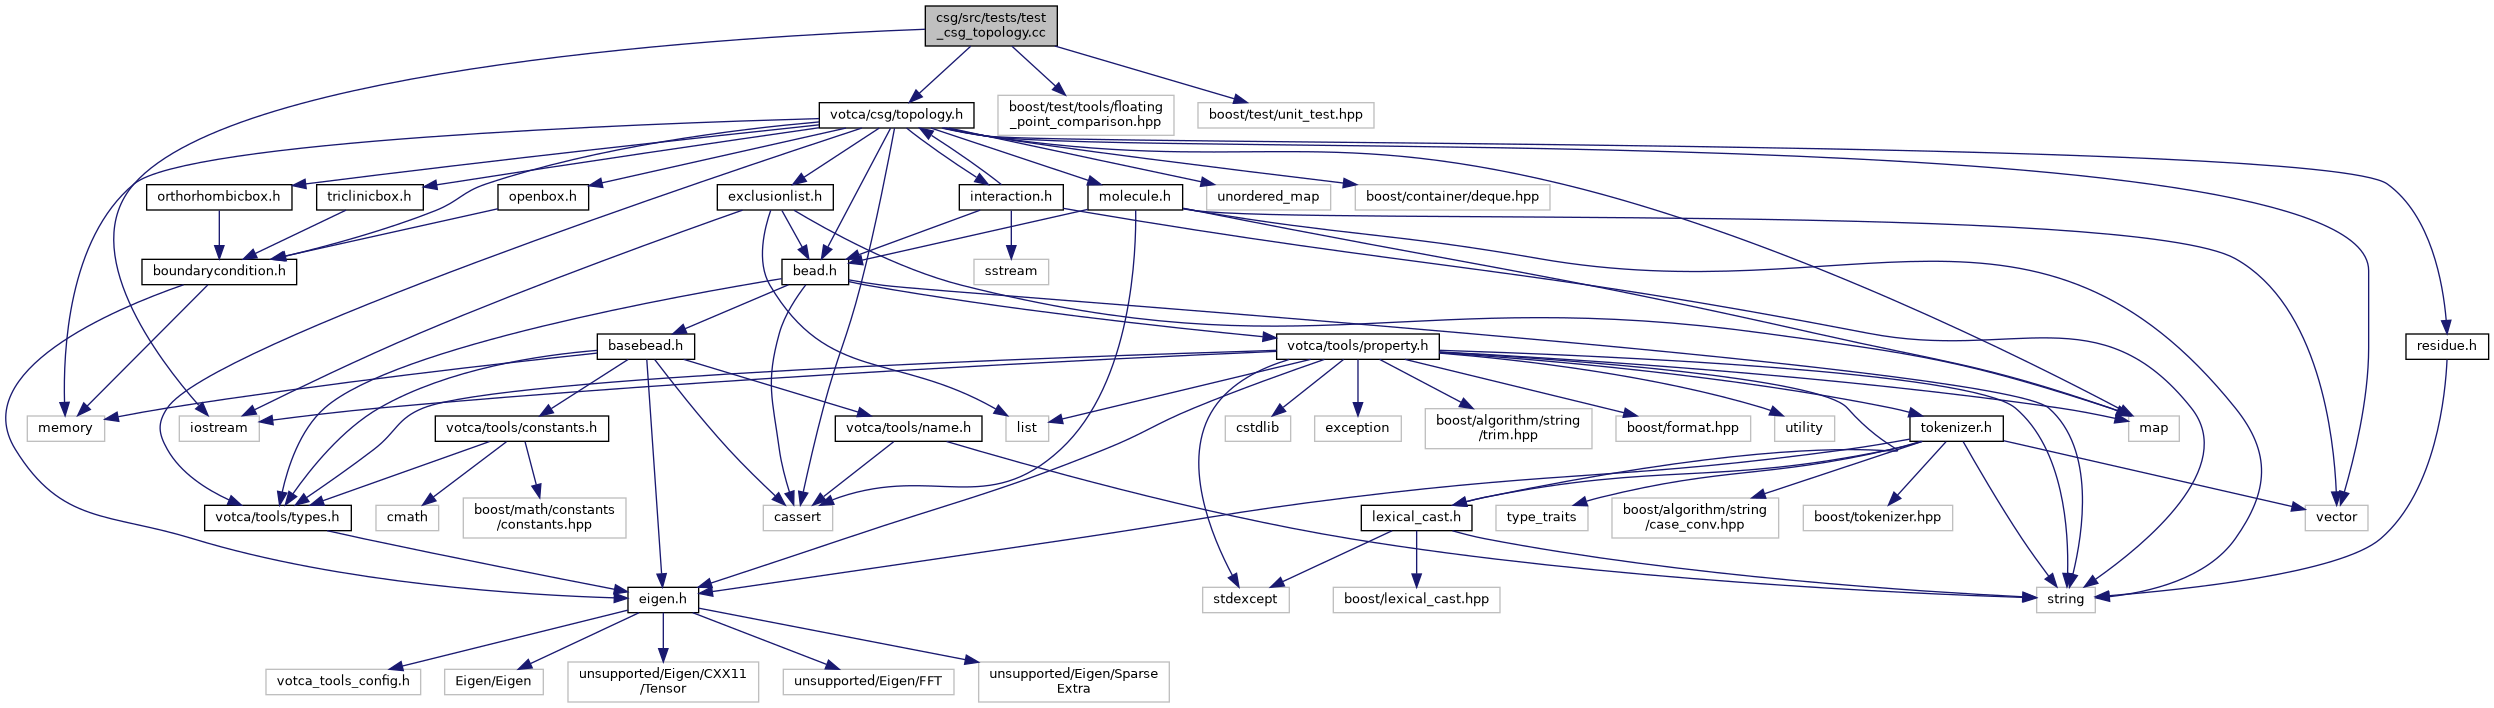 csg/src/tests/test
_csg_topology.cc
votca/csg/topology.h
boost/test/tools/floating
_point_comparison.hpp
boost/test/unit_test.hpp
orthorhombicbox.h
triclinicbox.h
openbox.h
exclusionlist.h
interaction.h
molecule.h
unordered_map
boost/container/deque.hpp
boundarycondition.h
bead.h
sstream
basebead.h
votca/tools/property.h
residue.h
memory
iostream
votca/tools/constants.h
votca/tools/name.h
list
cstdlib
exception
boost/algorithm/string
/trim.hpp
boost/format.hpp
utility
tokenizer.h
map
votca/tools/types.h
cmath
boost/math/constants
/constants.hpp
cassert
lexical_cast.h
type_traits
boost/algorithm/string
/case_conv.hpp
boost/tokenizer.hpp
vector
eigen.h
stdexcept
boost/lexical_cast.hpp
string
votca_tools_config.h
Eigen/Eigen
unsupported/Eigen/CXX11
/Tensor
unsupported/Eigen/FFT
unsupported/Eigen/Sparse
Extra